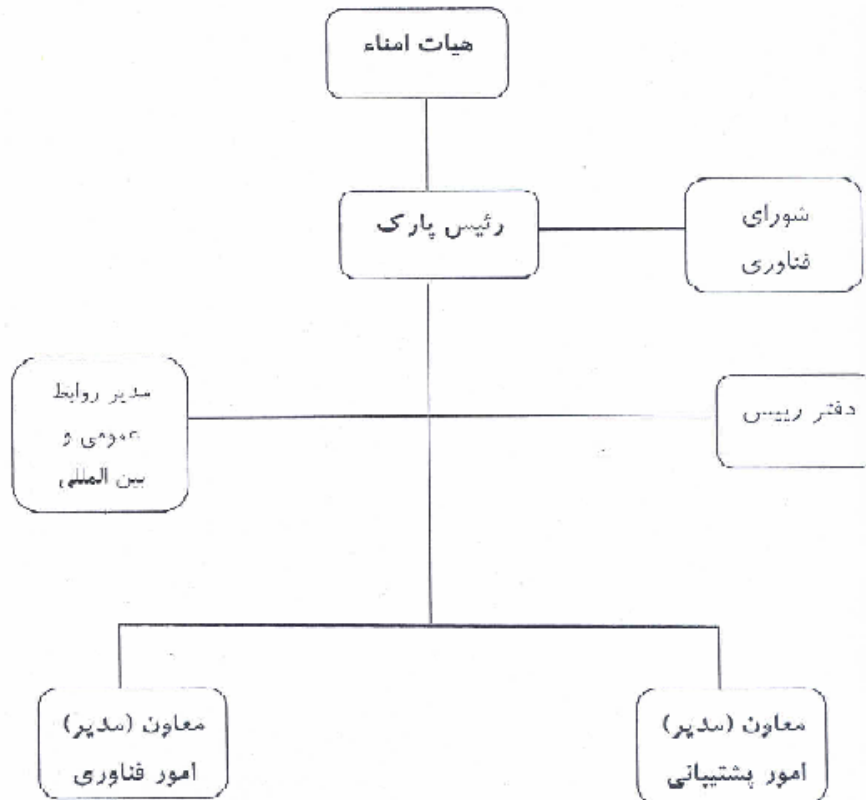 هیات امناء
رئیس پارک
شورای
فناوری
مدیر روابط
عمومی و
بین المللی
دفتر رییس
معاون (مدیر)
امور فناوری
معاون (مدیر)
امور پشتیبانی